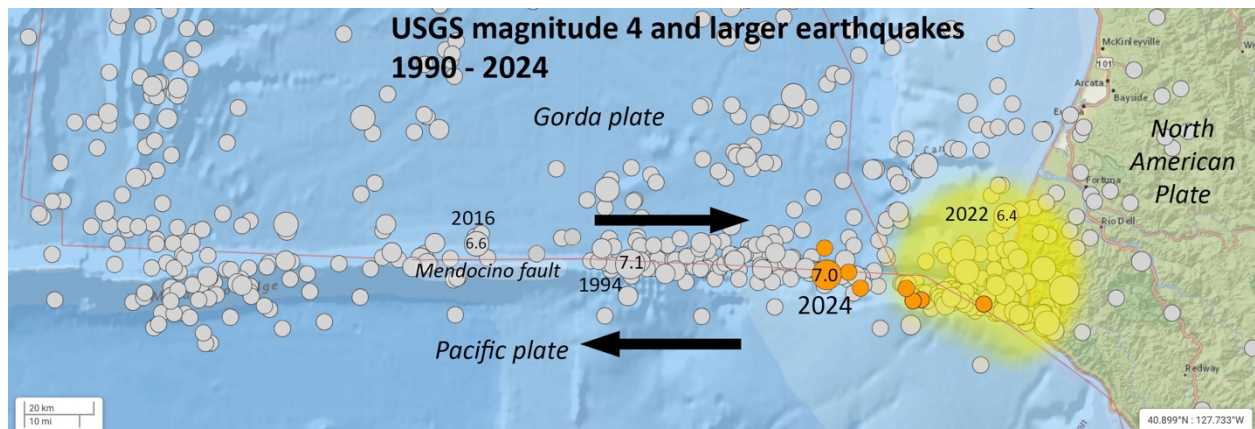 USGS magnitude 4 and larger earthquakes
1990 - 2024
McKinleyville
101
Arcata
Bayside
Gorda plate
North
American
Plate
Fortuna
Rio Dell
2016
6.6
2022
6.4
Mendocino fault
7.1
1994
7.0
2024
Pacific plate
Redway
20 km
10 mi
40.899°N : 127.733°W